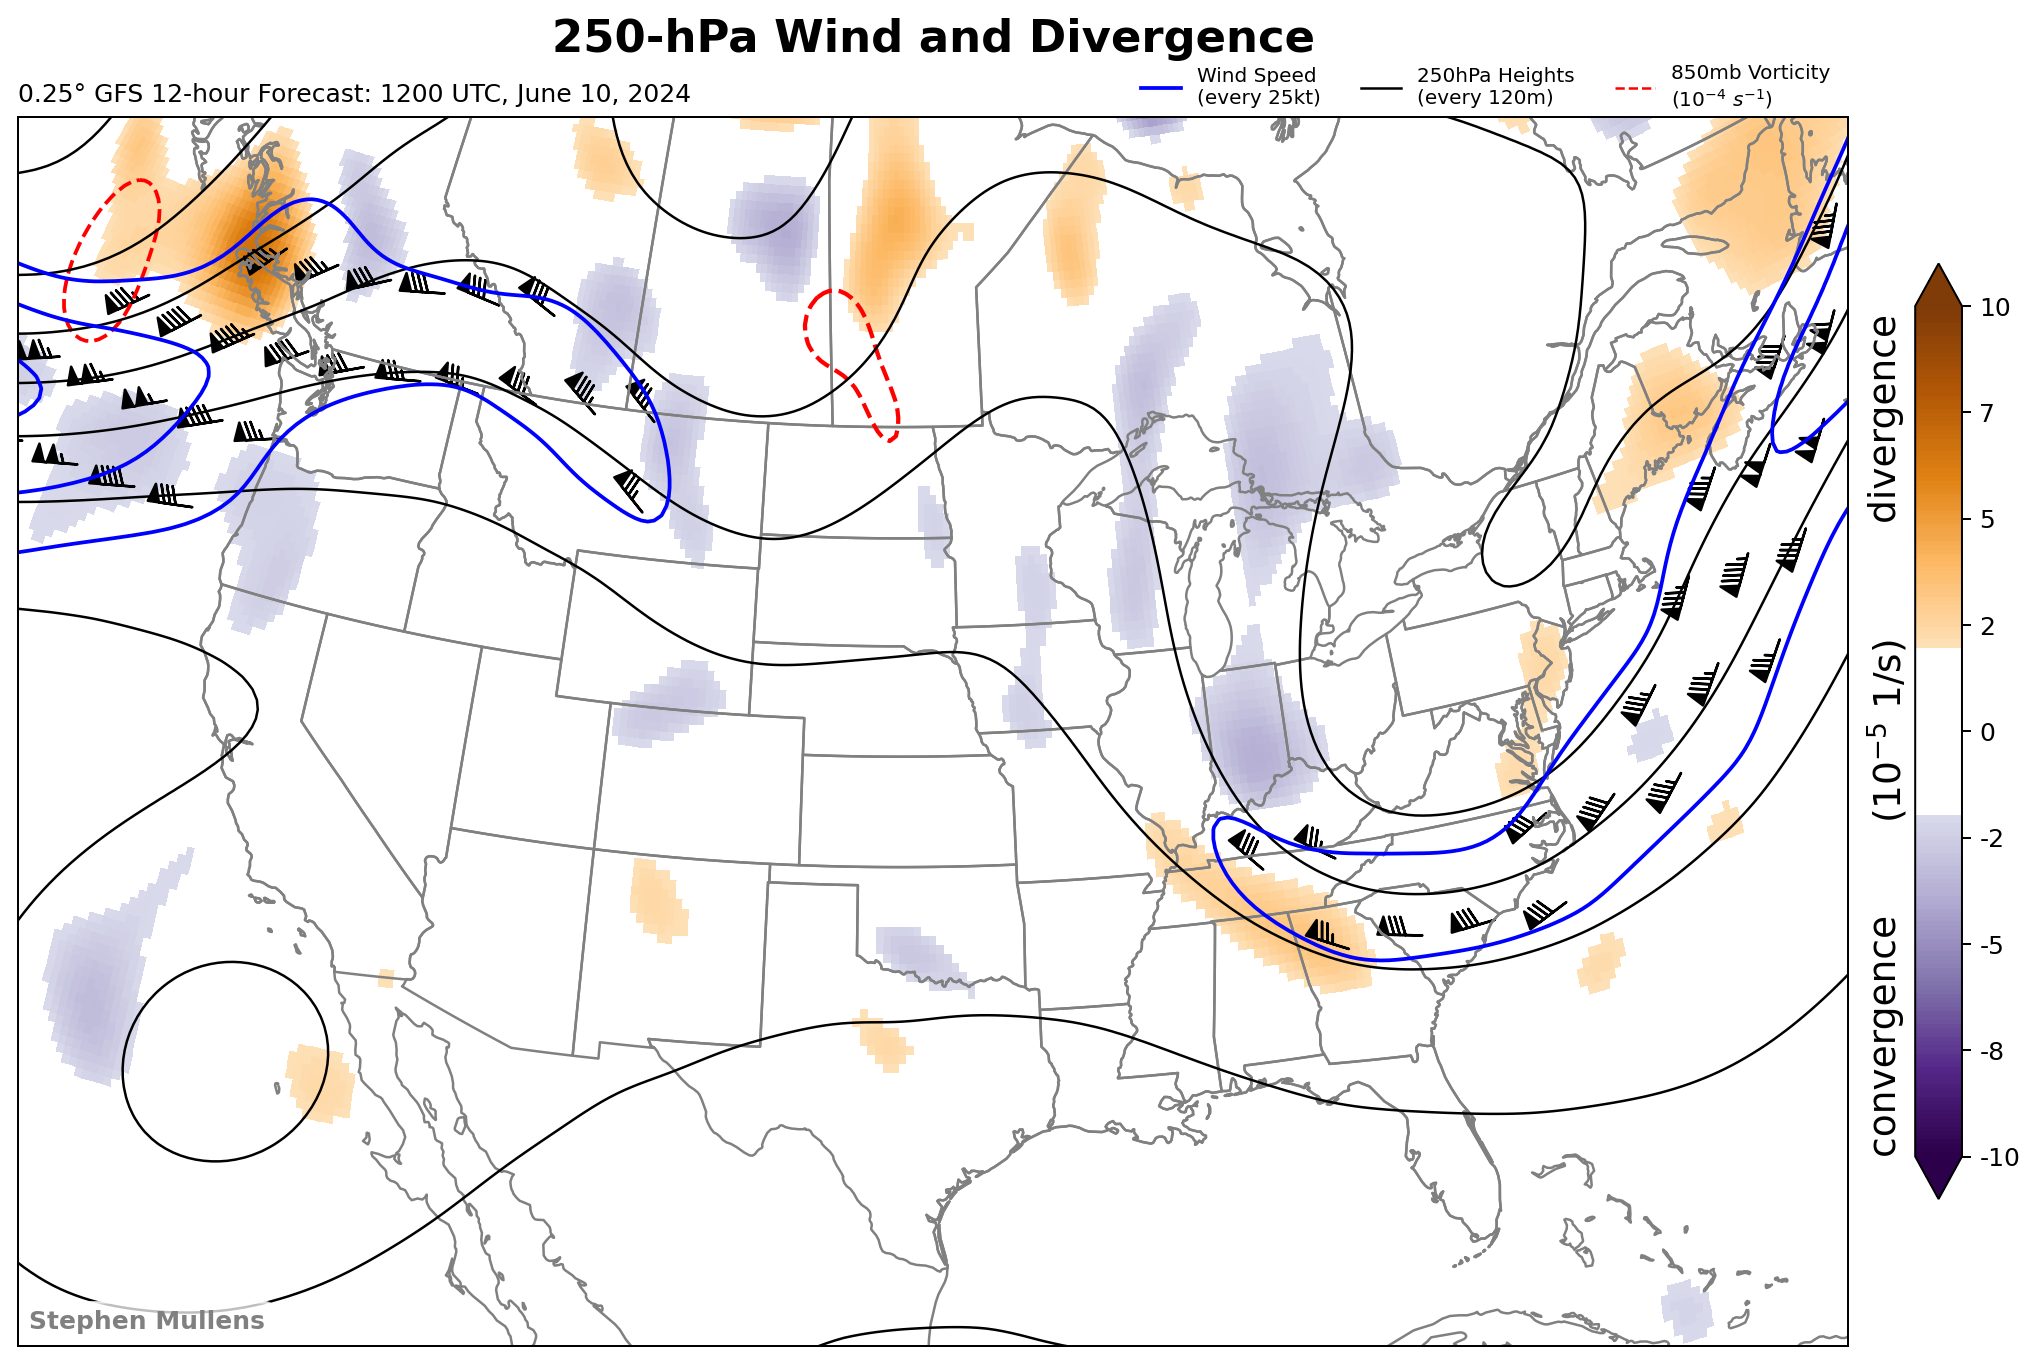 250-hPa Wind and Divergence
0.25° GFS 12-hour Forecast: 1200 UTC, June 10, 2024
Wind Speed
(every 25kt)
250hPa Heights
(every 120m)
850mb Vorticity
(10⁻⁴ s⁻¹)
10
7
5
2
0
-2
-5
-8
-10
convergence (10⁻⁵ 1/s) divergence
Stephen Mullens